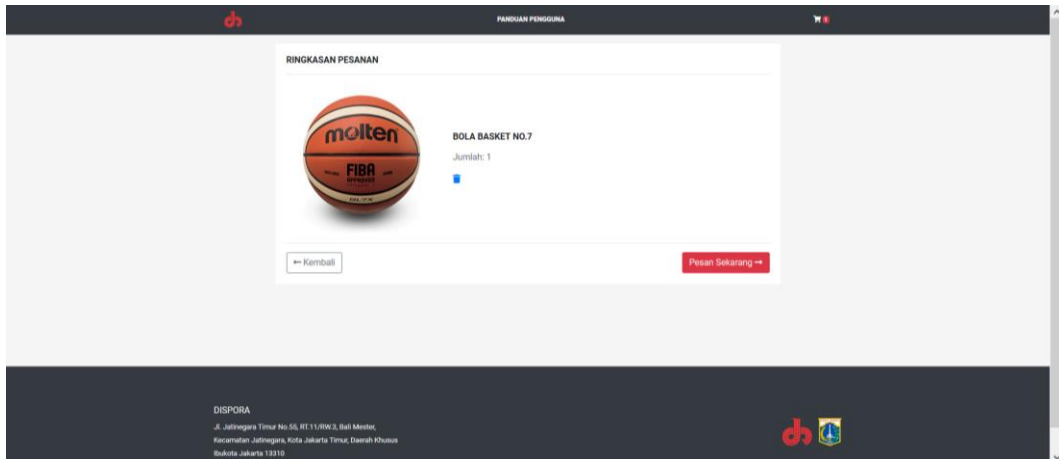 PANDUAN PENGGUNA
RINGKASAN PESANAN
molten
FIBA
APPROVED
BOLA BASKET NO.7
Jumlah: 1
← Kembali
Pesan Sekarang →
DISPORA
Jl. Jatinegara Timur No.55, RT.11/RW.3, Bali Mester,
Kecamatan Jatinegara, Kota Jakarta Timur, Daerah Khusus
Ibukota Jakarta 13310